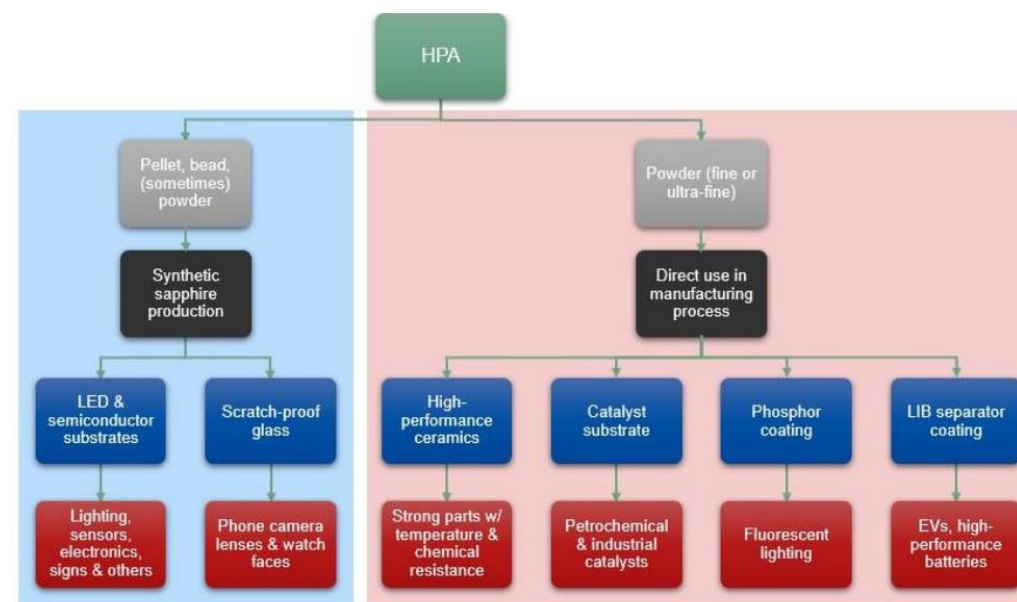 HPA
Pellet, bead,
(sometimes)
powder
Powder (fine or
ultra-fine)
Synthetic
sapphire
production
Direct use in
manufacturing
process
LED &
semiconductor
substrates
Scratch-proof
glass
High-
performance
ceramics
Catalyst
substrate
Phosphor
coating
LIB separator
coating
Lighting,
sensors,
electronics,
signs & others
Phone camera
lenses & watch
faces
Strong parts w/
temperature &
chemical
resistance
Petrochemical
& industrial
catalysts
Fluorescent
lighting
EVs, high-
performance
batteries